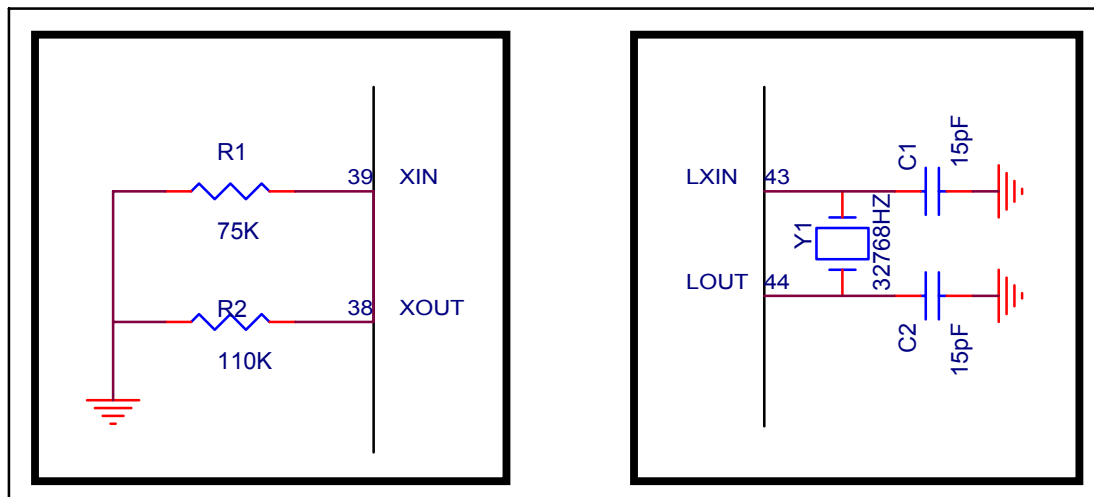 R1
39
XIN
75K
R2
38
XOUT
110K
LXIN
43
C1
15pF
Y1
32768HZ
LOUT
44
C2
15pF